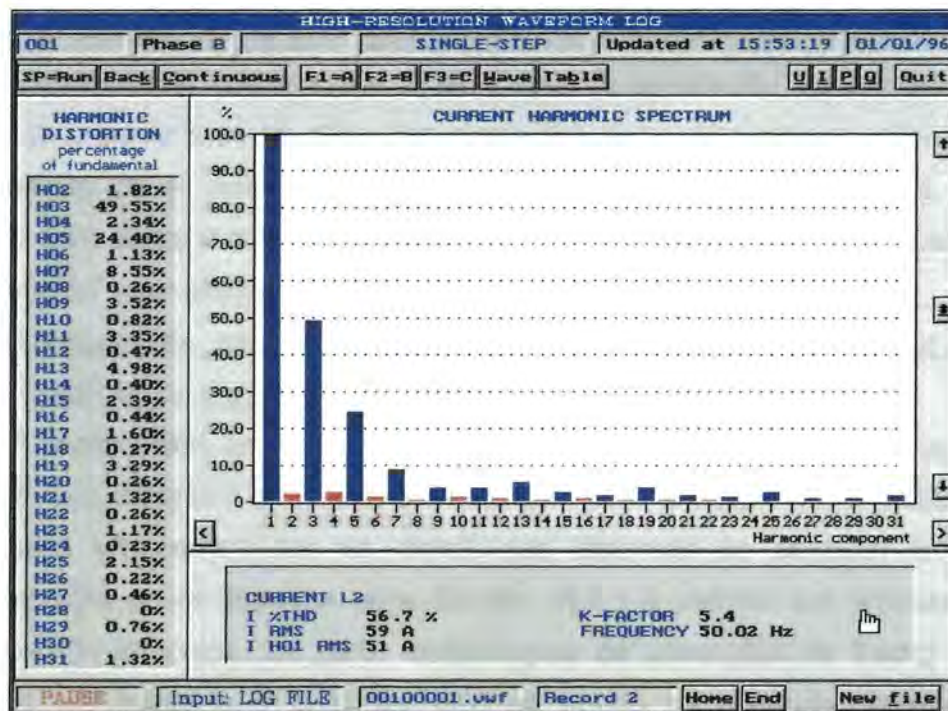 HIGH-RESOLUTION WAVEFORM LOG
001 Phase B SINGLE-STEP Updated at 15:53:19 01/01/96
SP=Run Back Continuous F1=A F2=B F3=C Wave Table U I P Q Quit
HARMONIC
DISTORTION
percentage
of fundamental
H02 1.82%
H03 49.55%
H04 2.34%
H05 24.40%
H06 1.13%
H07 8.55%
H08 0.26%
H09 3.52%
H10 0.82%
H11 3.35%
H12 0.47%
H13 4.98%
H14 0.40%
H15 2.39%
H16 0.44%
H17 1.60%
H18 0.27%
H19 3.29%
H20 0.26%
H21 1.32%
H22 0.26%
H23 1.17%
H24 0.23%
H25 2.15%
H26 0.22%
H27 0.46%
H28 0%
H29 0.76%
H30 0%
H31 1.32%
% CURRENT HARMONIC SPECTRUM
100.0
90.0
80.0
70.0
60.0
50.0
40.0
30.0
20.0
10.0
0
1 2 3 4 5 6 7 8 9 10 11 12 13 14 15 16 17 18 19 20 21 22 23 24 25 26 27 28 29 30 31
< Harmonic component >
CURRENT L2
I %THD 56.7 % K-FACTOR 5.4
I RMS 59 A FREQUENCY 50.02 Hz
I H01 RMS 51 A
PAUSE Input: LOG FILE 00100001.vwf Record 2 Home End New file